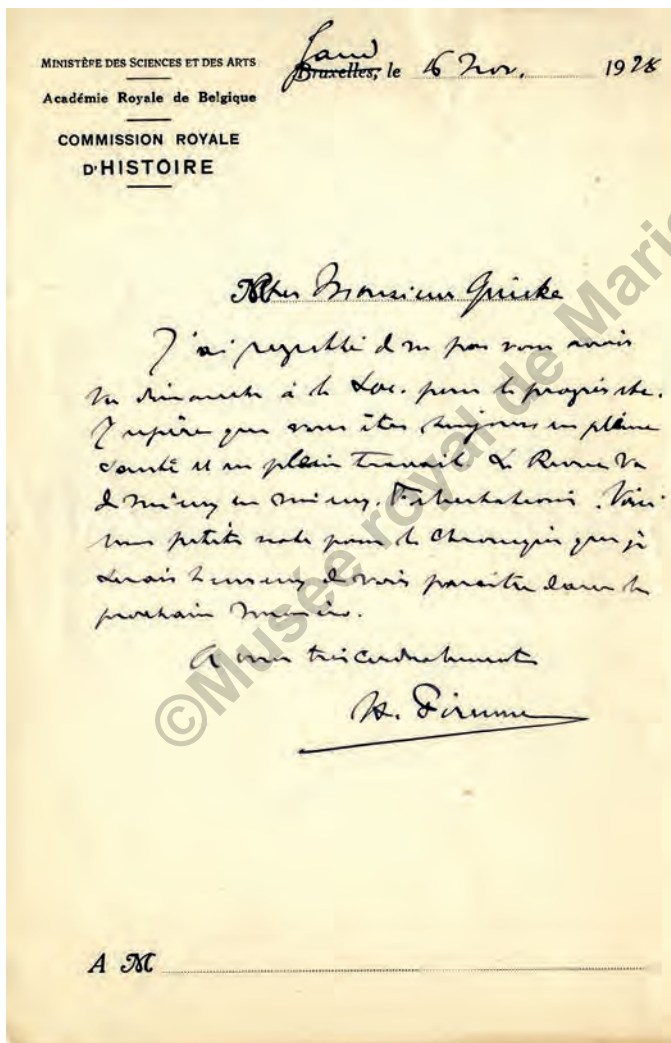 MINISTÈRE DES SCIENCES ET DES ARTS
Académie Royale de Belgique
COMMISSION ROYALE
D'HISTOIRE
Gand
Bruxelles, le 16 Nov. 1928
Cher Monsieur Quicke
J'ai regretté de ne pas vous avoir
vu dimanche à la Soc. pour le progrès etc.
J'espère que vous êtes toujours en pleine
santé et en plein travail. La Revue va
de mieux en mieux. Félicitations. Voici
une petite note pour la chronique que je
serais heureux de voir paraître dans le
prochain numéro.
A vous très cordialement
H. Pirenne
A M
©Musée royal de Marie